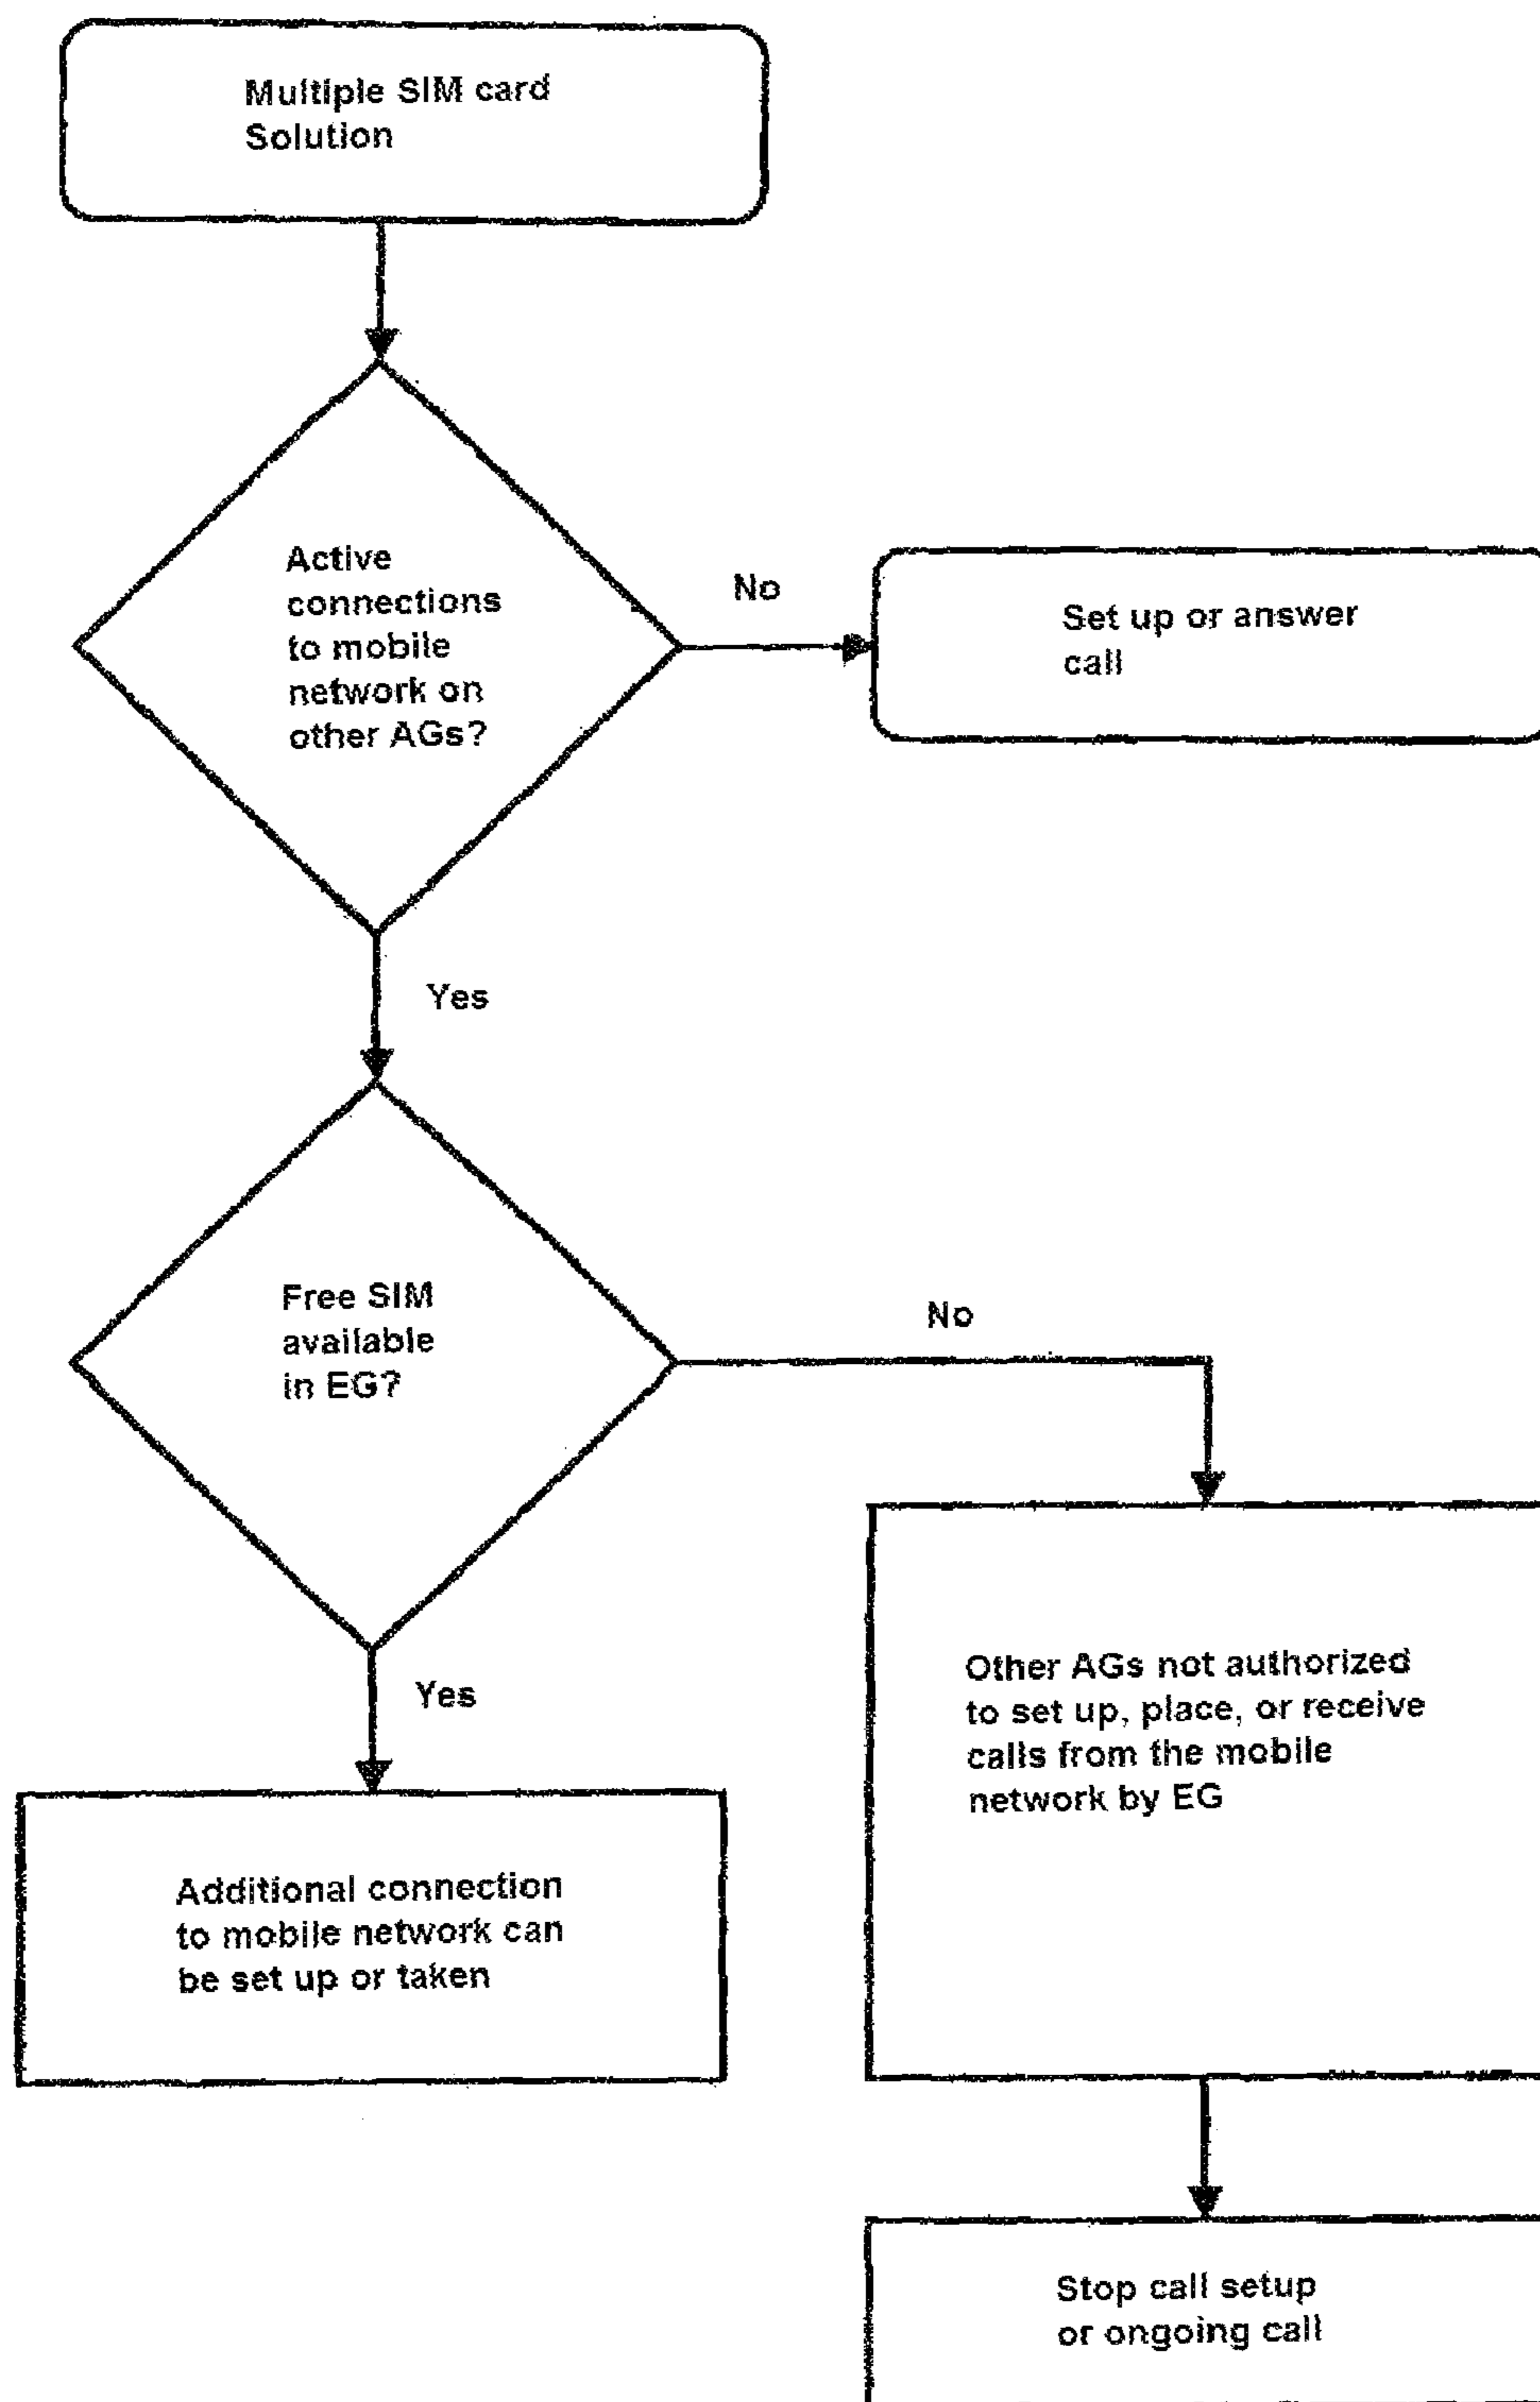 Multiple SIM card
Solution
Active
connections
to mobile
network on
other AGs?
No
Set up or answer
call
Yes
Free SIM
available
in EG?
No
Yes
Other AGs not authorized
to set up, place, or receive
calls from the mobile
network by EG
Additional connection
to mobile network can
be set up or taken
Stop call setup
or ongoing call